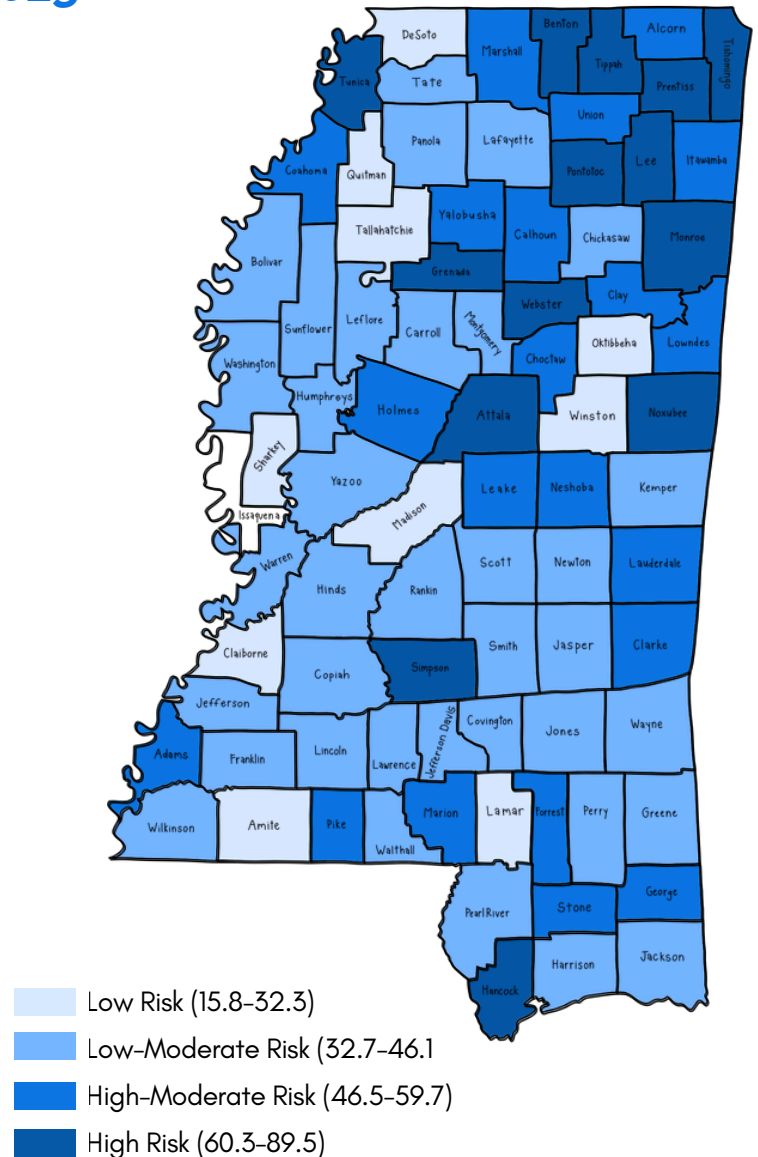 DeSoto
Marshall
Benton
Tippah
Alcorn
Tishomingo
Tunica
Tate
Prentiss
Union
Panola
Lafayette
Coahoma
Quitman
Pontotoc
Lee
Itawamba
Tallahatchie
Yalobusha
Calhoun
Chickasaw
Monroe
Bolivar
Grenada
Webster
Clay
Sunflower
Leflore
Carroll
Montgomery
Choctaw
Oktibbeha
Lowndes
Washington
Humphreys
Holmes
Attala
Winston
Noxubee
Sharkey
Yazoo
Leake
Neshoba
Kemper
Issaquena
Madison
Warren
Hinds
Rankin
Scott
Newton
Lauderdale
Claiborne
Copiah
Simpson
Smith
Jasper
Clarke
Jefferson
Adams
Franklin
Lincoln
Lawrence
Jefferson Davis
Covington
Jones
Wayne
Wilkinson
Amite
Pike
Walthall
Marion
Lamar
Forrest
Perry
Greene
Pearl River
Stone
George
Hancock
Harrison
Jackson
Low Risk (15.8-32.3)
Low-Moderate Risk (32.7-46.1
High-Moderate Risk (46.5-59.7)
High Risk (60.3-89.5)